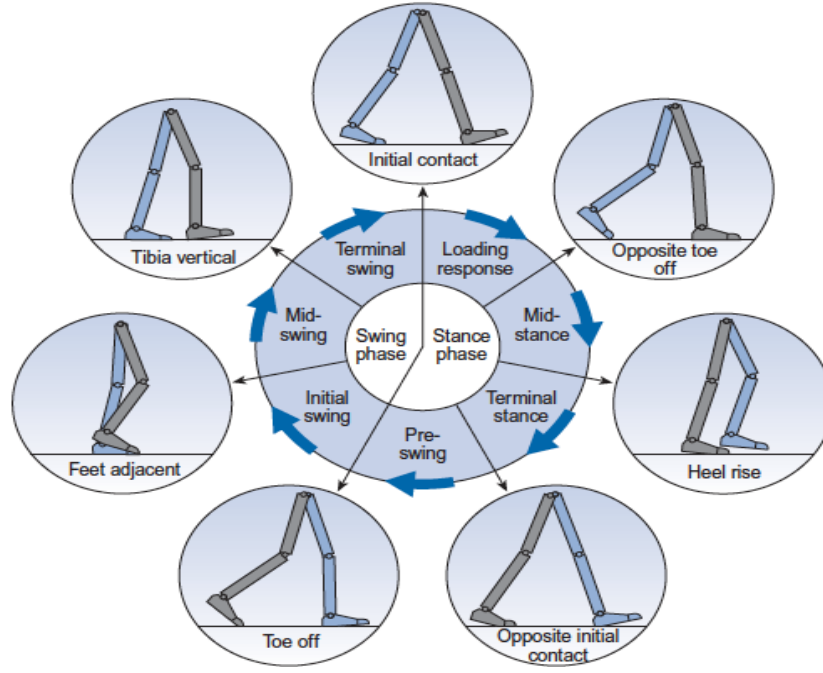 Initial contact
Tibia vertical
Opposite toe
off
Terminal
swing
Loading
response
Mid-
swing
Swing
phase
Stance
phase
Mid-
stance
Initial
swing
Terminal
stance
Pre-
swing
Feet adjacent
Heel rise
Toe off
Opposite initial
contact